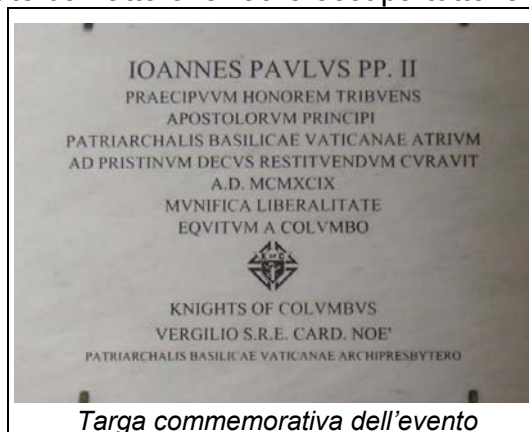 IOANNES PAVLVS PP. II
PRAECIPVVM HONOREM TRIBVENS
APOSTOLORVM PRINCIPI
PATRIARCHALIS BASILICAE VATICANAE ATRIVM
AD PRISTINVM DECVS RESTITVENDVM CVRAVIT
A.D. MCMXCIX
MVNIFICA LIBERALITATE
EQVITVM A COLVMBO
K OF C
KNIGHTS OF COLVMBVS
VERGILIO S.R.E. CARD. NOE'
PATRIARCHALIS BASILICAE VATICANAE ARCHIPRESBYTERO
Targa commemorativa dell'evento